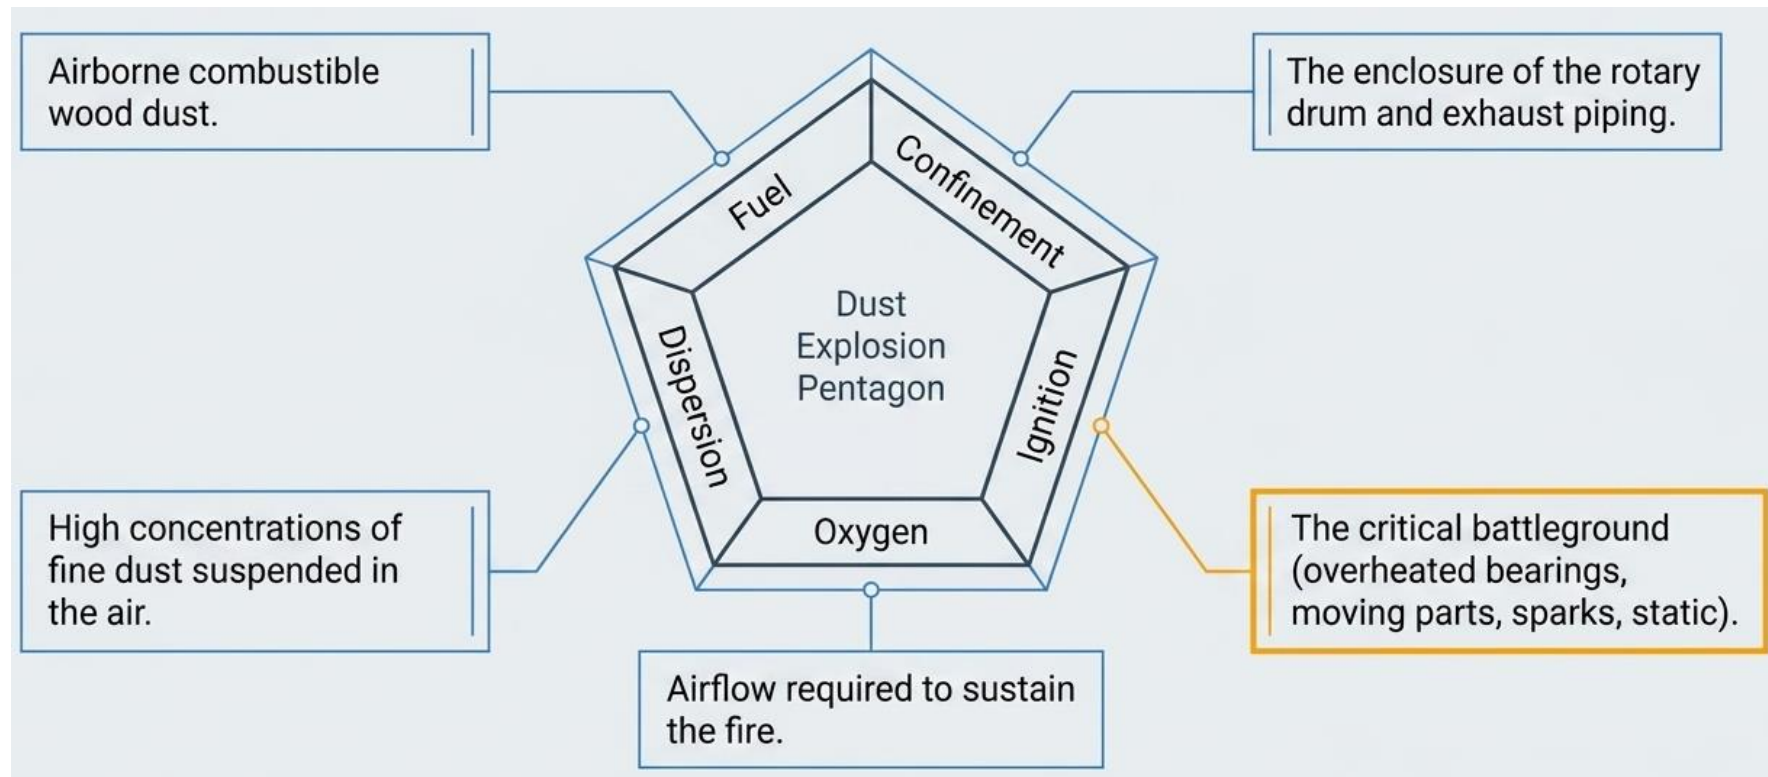 Airborne combustible
wood dust.
The enclosure of the rotary
drum and exhaust piping.
Fuel
Confinement
Dust
Explosion
Pentagon
Dispersion
Ignition
Oxygen
High concentrations of
fine dust suspended in
the air.
The critical battleground
(overheated bearings,
moving parts, sparks, static).
Airflow required to sustain
the fire.